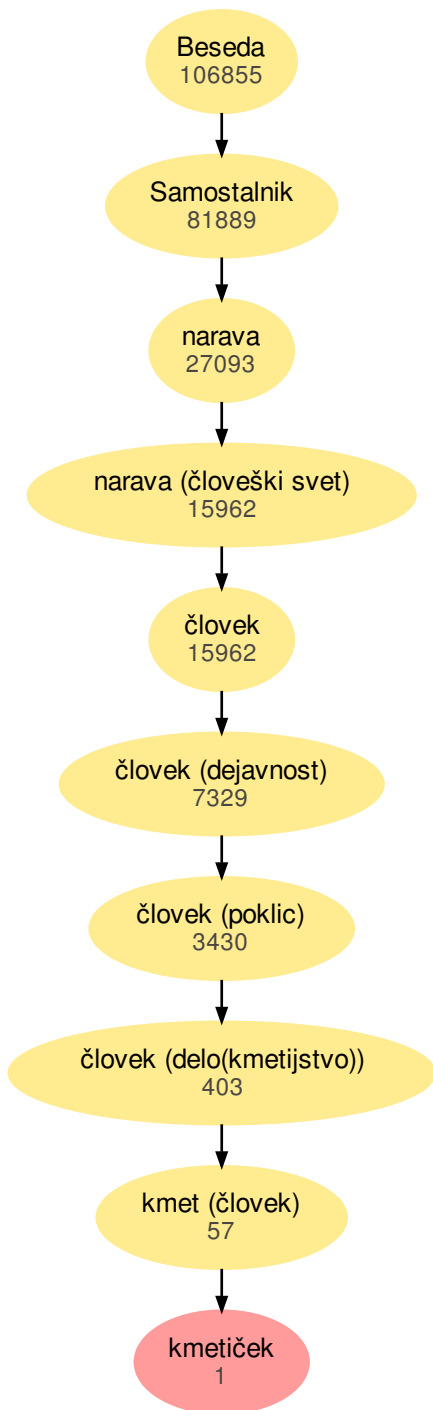 Beseda
106855
Samostalnik
81889
narava
27093
narava (človeški svet)
15962
človek
15962
človek (dejavnost)
7329
človek (poklic)
3430
človek (delo(kmetijstvo))
403
kmet (človek)
57
kmetiček
1